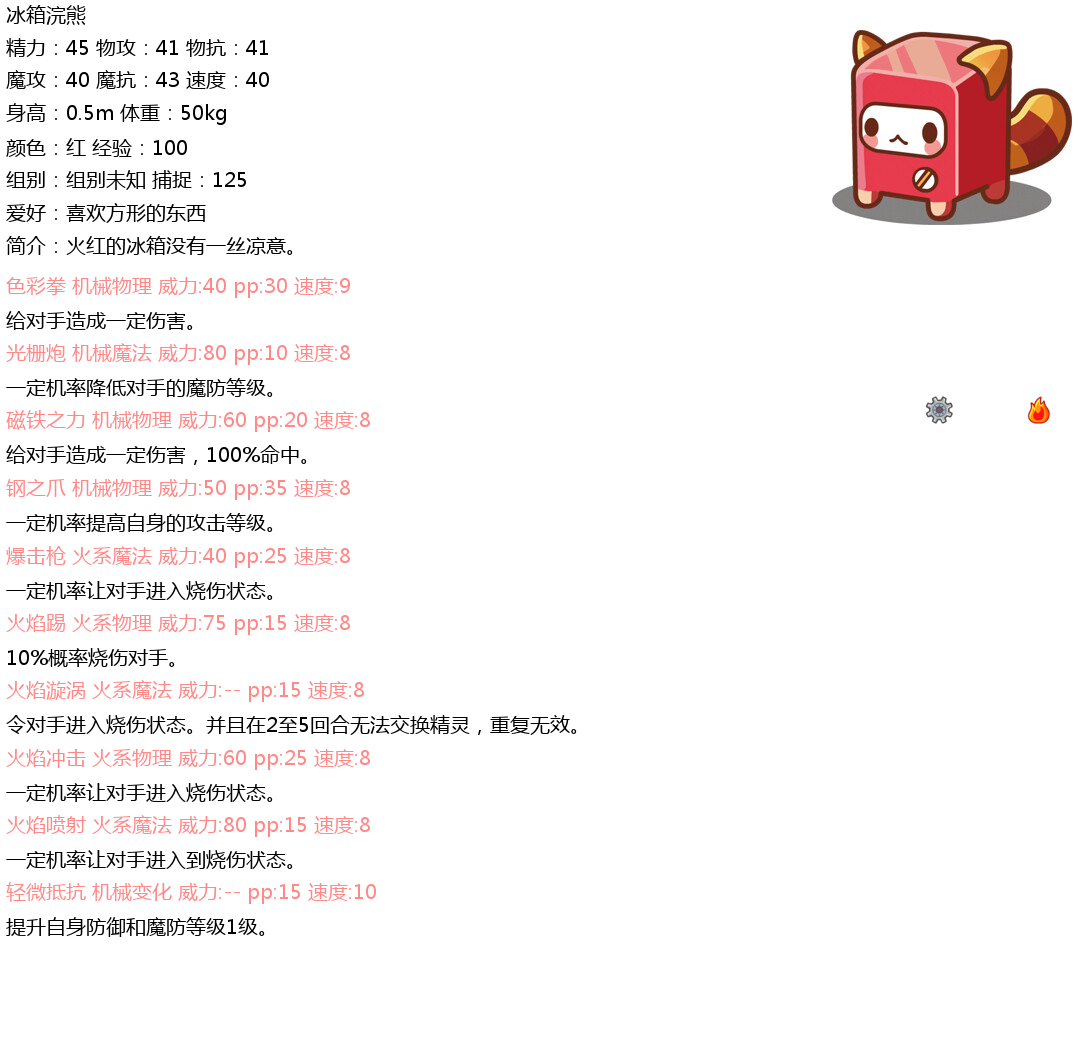 冰箱浣熊
精力：45 物攻：41 物抗：41
魔攻：40 魔抗：43 速度：40
身高：0.5m 体重：50kg
颜色：红 经验：100
组别：组别未知 捕捉：125
爱好：喜欢方形的东西
简介：火红的冰箱没有一丝凉意。
色彩拳 机械物理 威力:40 pp:30 速度:9
给对手造成一定伤害。
光栅炮 机械魔法 威力:80 pp:10 速度:8
一定机率降低对手的魔防等级。
磁铁之力 机械物理 威力:60 pp:20 速度:8
给对手造成一定伤害，100%命中。
钢之爪 机械物理 威力:50 pp:35 速度:8
一定机率提高自身的攻击等级。
爆击枪 火系魔法 威力:40 pp:25 速度:8
一定机率让对手进入烧伤状态。
火焰踢 火系物理 威力:75 pp:15 速度:8
10%概率烧伤对手。
火焰漩涡 火系魔法 威力:-- pp:15 速度:8
令对手进入烧伤状态。并且在2至5回合无法交换精灵，重复无效。
火焰冲击 火系物理 威力:60 pp:25 速度:8
一定机率让对手进入烧伤状态。
火焰喷射 火系魔法 威力:80 pp:15 速度:8
一定机率让对手进入到烧伤状态。
轻微抵抗 机械变化 威力:-- pp:15 速度:10
提升自身防御和魔防等级1级。